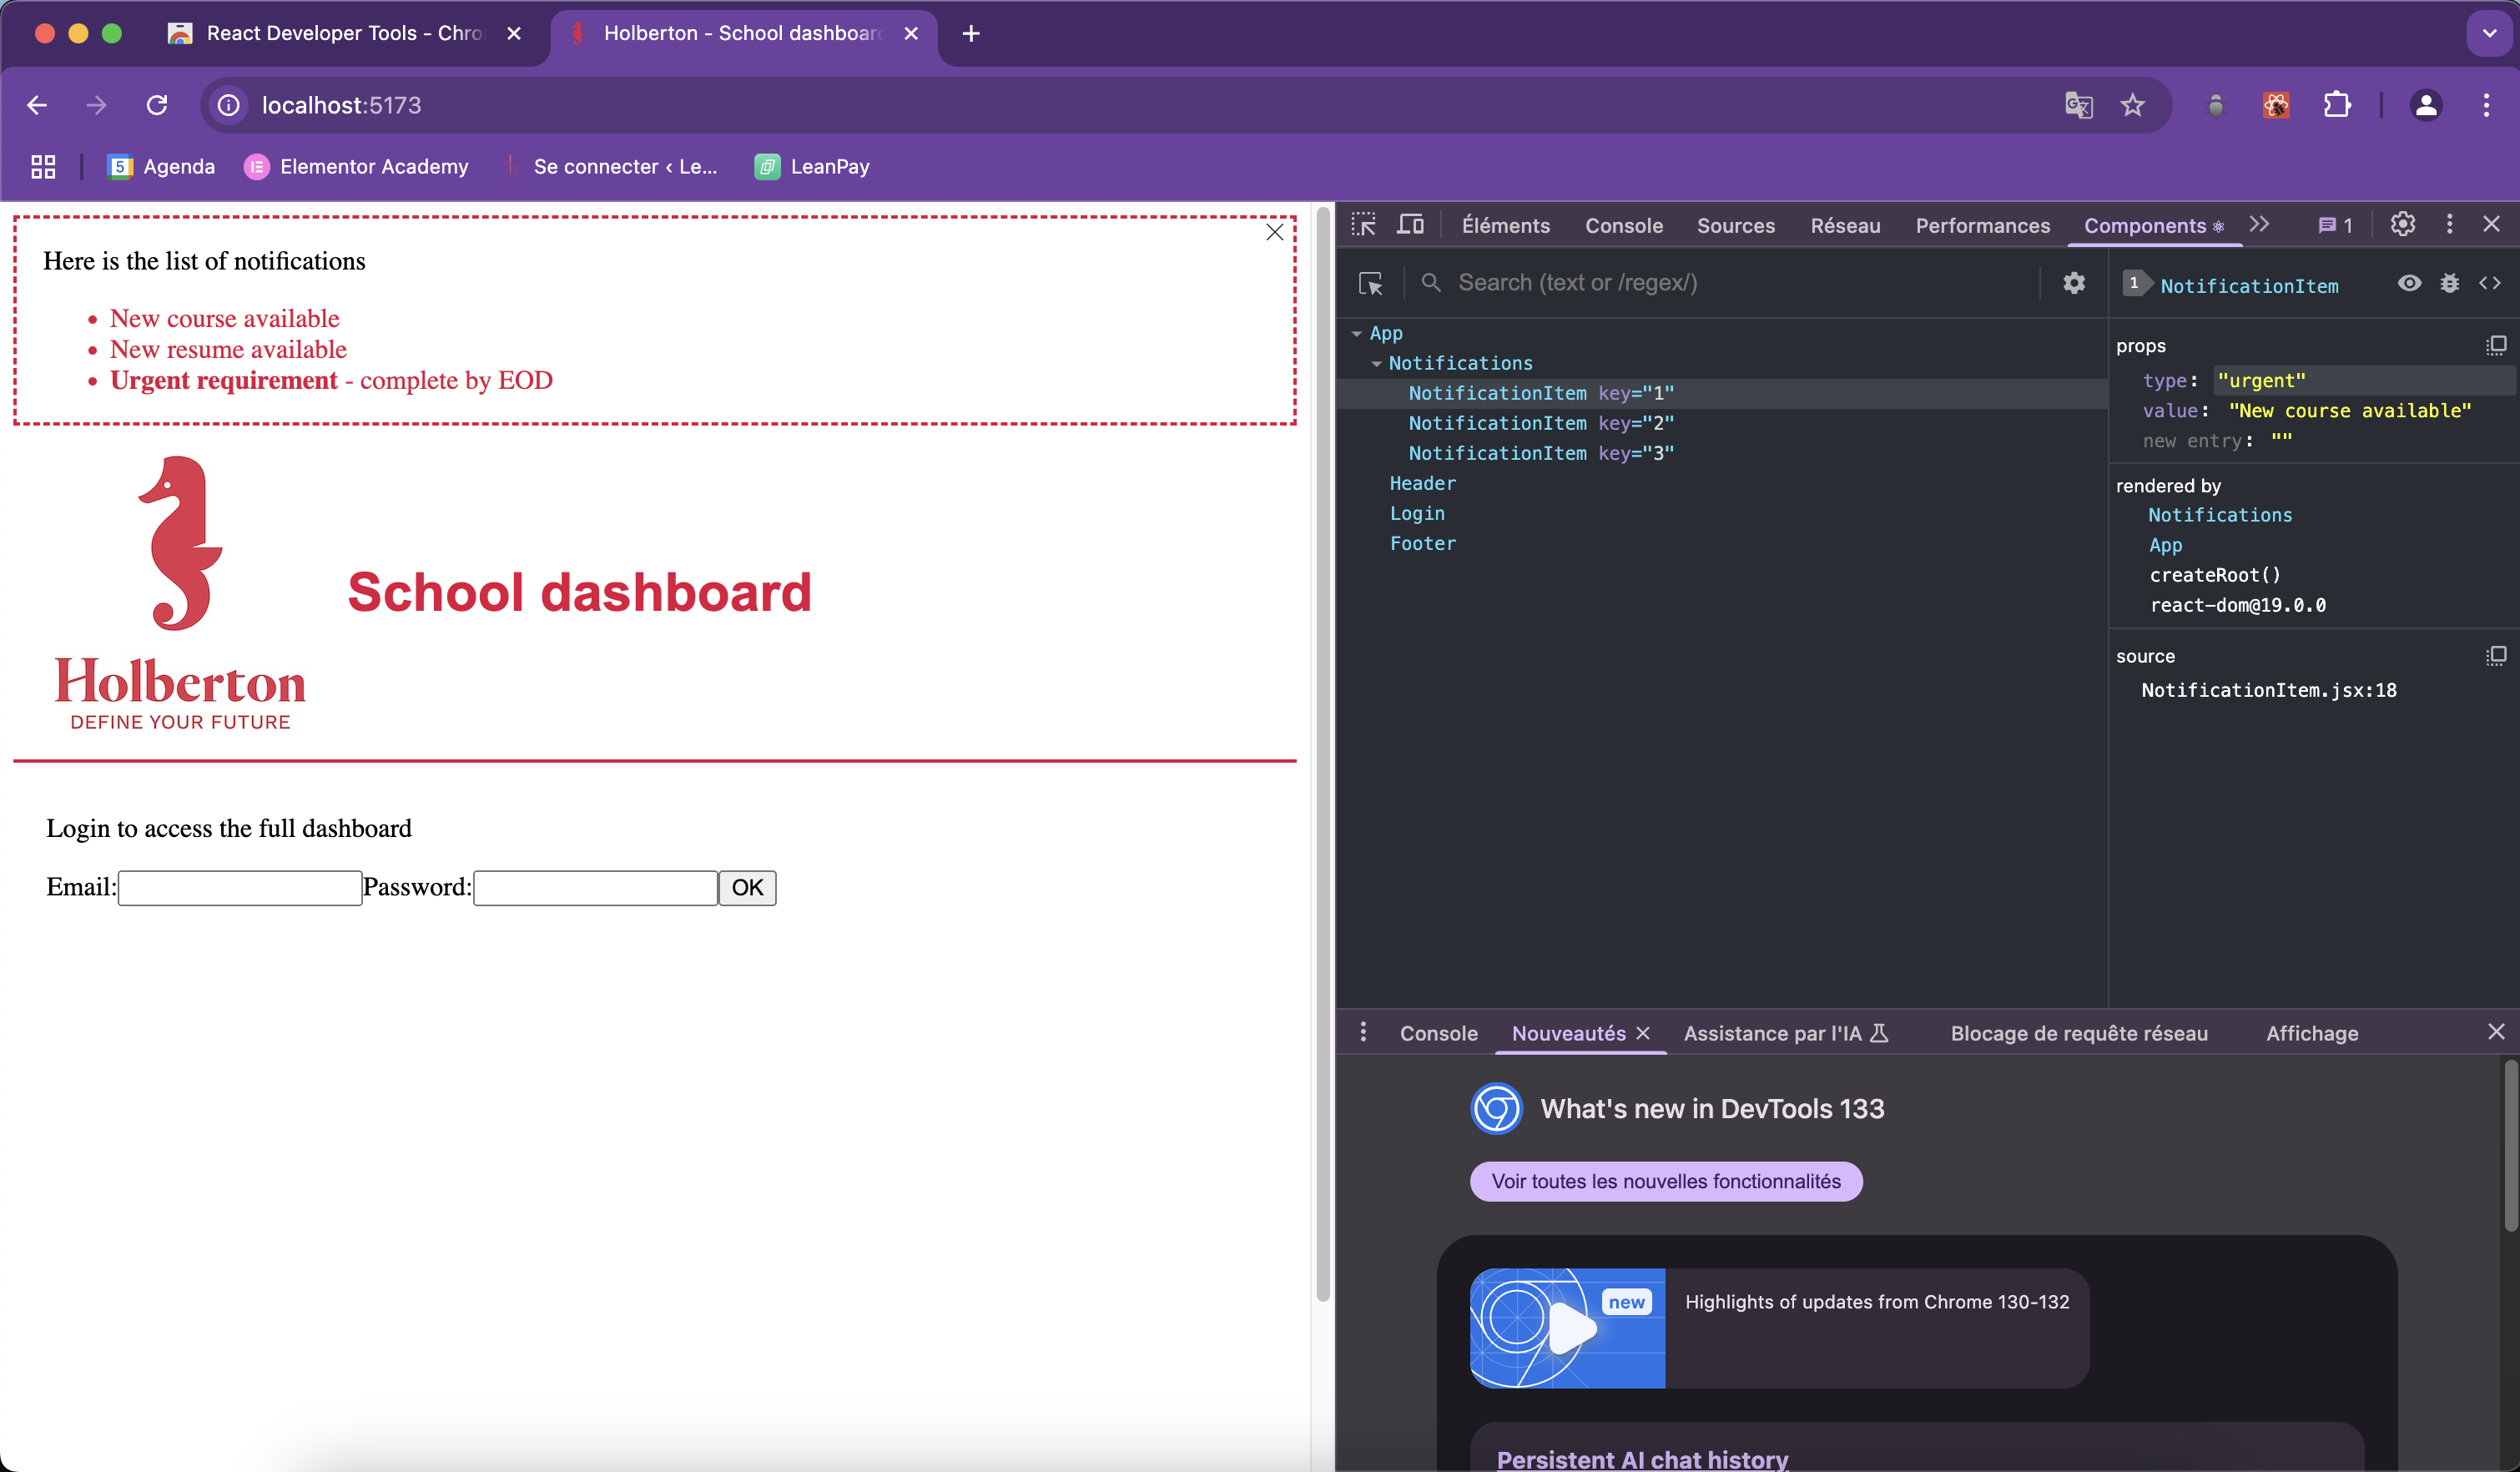 React Developer Tools - Chro
Holberton - School dashboard
localhost:5173
5 Agenda
Elementor Academy
Se connecter ‹ Le...
LeanPay
Here is the list of notifications
New course available
New resume available
Urgent requirement - complete by EOD
Holberton
DEFINE YOUR FUTURE
School dashboard
Login to access the full dashboard
Email:
Password:
OK
Éléments
Console
Sources
Réseau
Performances
Components
1
Search (text or /regex/)
App
Notifications
NotificationItem key="1"
NotificationItem key="2"
NotificationItem key="3"
Header
Login
Footer
1 NotificationItem
props
type: "urgent"
value: "New course available"
new entry: ""
rendered by
Notifications
App
createRoot()
react-dom@19.0.0
source
NotificationItem.jsx:18
Console
Nouveautés
Assistance par l'IA
Blocage de requête réseau
Affichage
What's new in DevTools 133
Voir toutes les nouvelles fonctionnalités
new
Highlights of updates from Chrome 130-132
Persistent AI chat history